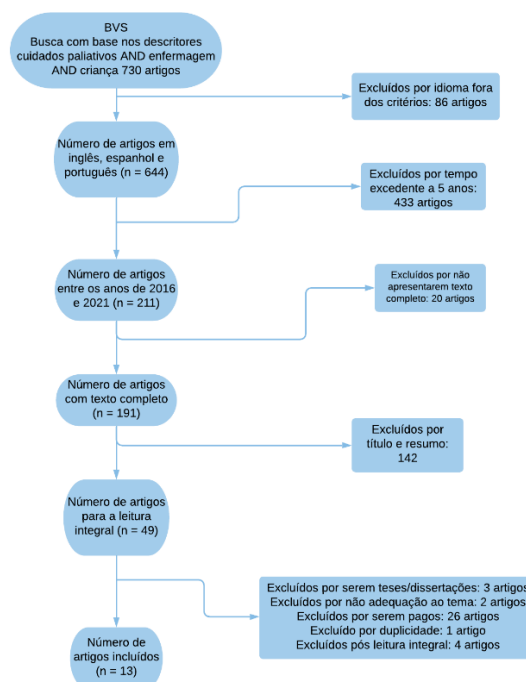 BVS
Busca com base nos descritores
cuidados paliativos AND enfermagem
AND criança 730 artigos
Excluídos por idioma fora
dos critérios: 86 artigos
Número de artigos em
inglês, espanhol e
português (n = 644)
Excluídos por tempo
excedente a 5 anos:
433 artigos
Número de artigos
entre os anos de 2016
e 2021 (n = 211)
Excluídos por não
apresentarem texto
completo: 20 artigos
Número de artigos
com texto completo
(n = 191)
Excluídos por
título e resumo:
142
Número de artigos
para a leitura
integral (n = 49)
Excluídos por serem teses/dissertações: 3 artigos
Excluídos por não adequação ao tema: 2 artigos
Excluídos por serem pagos: 26 artigos
Excluído por duplicidade: 1 artigo
Excluídos pós leitura integral: 4 artigos
Número de
artigos incluídos
(n = 13)